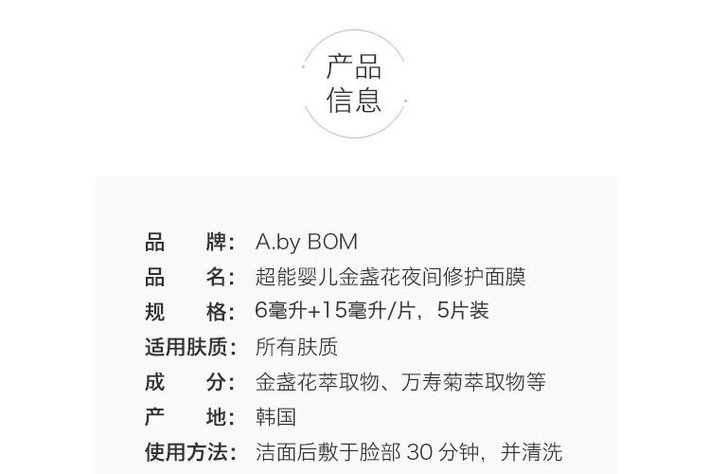 产品
信息
品 牌： A.by BOM
品 名： 超能婴儿金盏花夜间修护面膜
规 格： 6毫升+15毫升/片，5片装
适用肤质： 所有肤质
成 分： 金盏花萃取物、万寿菊萃取物等
产 地： 韩国
使用方法： 洁面后敷于脸部 30 分钟，并清洗